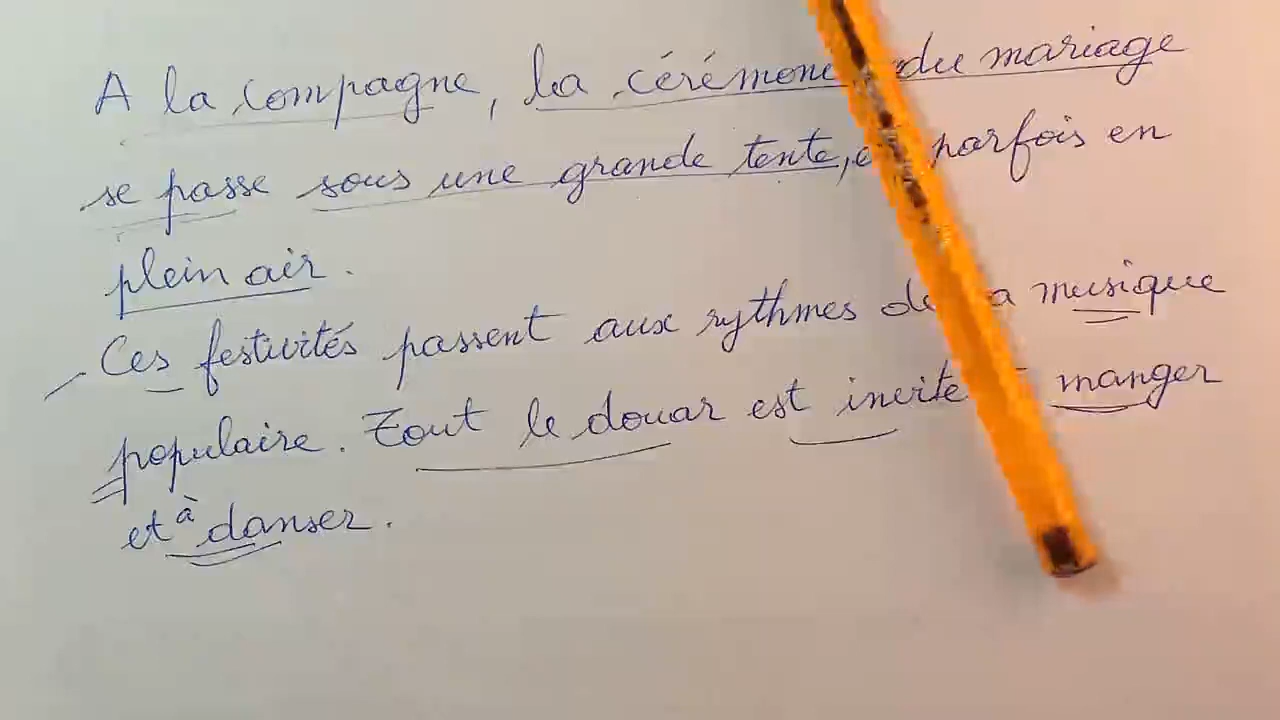 A la compagne, la cérémon du mariage
se passe sous une grande tente, parfois en
plein air.
Ces festivités passent aux rythmes de a musique
populaire. Tout le douar est invite manger
et à danser.